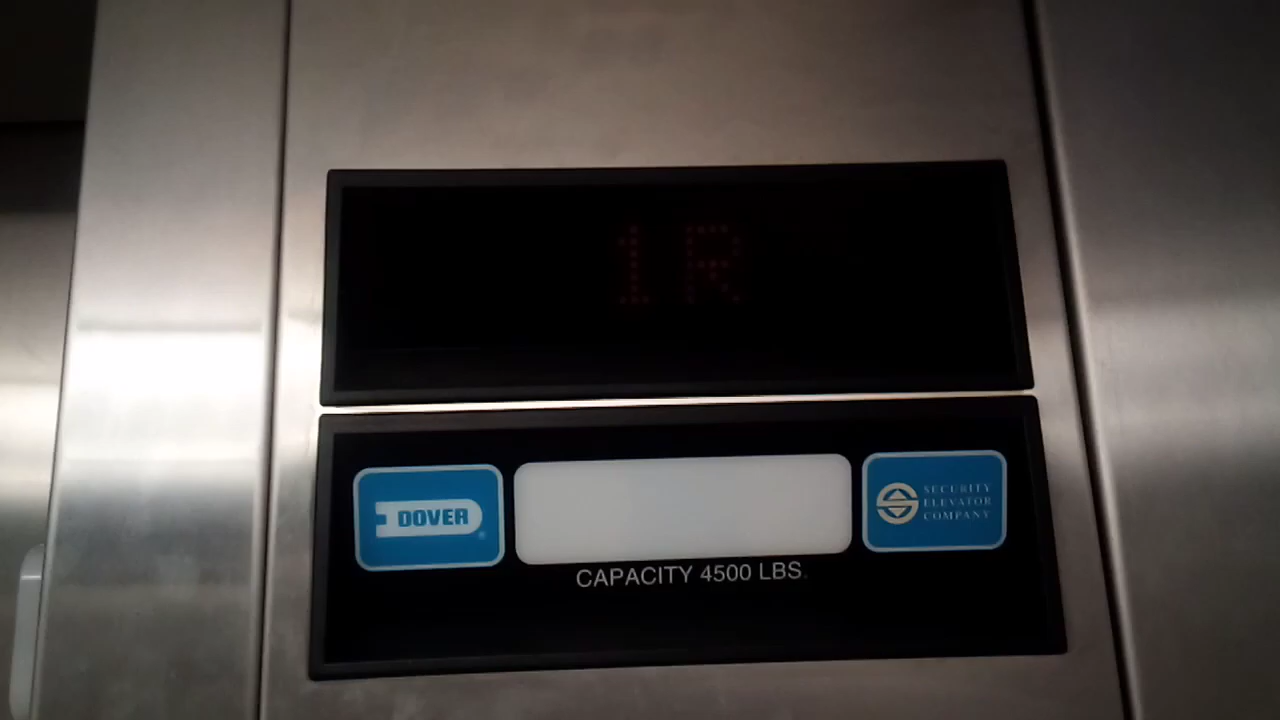 1R
DOVER
SECURITY
ELEVATOR
COMPANY
CAPACITY 4500 LBS.